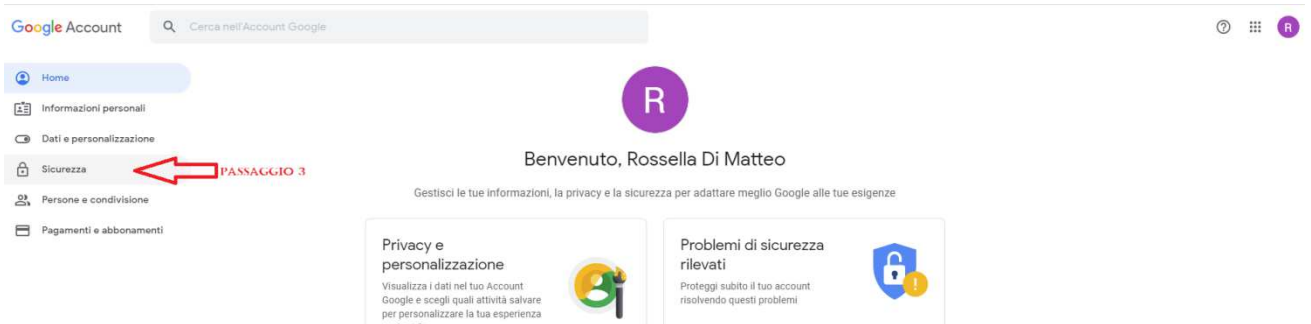 Google Account
Cerca nell'Account Google
R
Home
Informazioni personali
Dati e personalizzazione
Sicurezza
PASSAGGIO 3
Persone e condivisione
Pagamenti e abbonamenti
R
Benvenuto, Rossella Di Matteo
Gestisci le tue informazioni, la privacy e la sicurezza per adattare meglio Google alle tue esigenze
Privacy e
personalizzazione
Visualizza i dati nel tuo Account
Google e scegli quali attività salvare
per personalizzare la tua esperienza
Problemi di sicurezza
rilevati
Proteggi subito il tuo account
risolvendo questi problemi